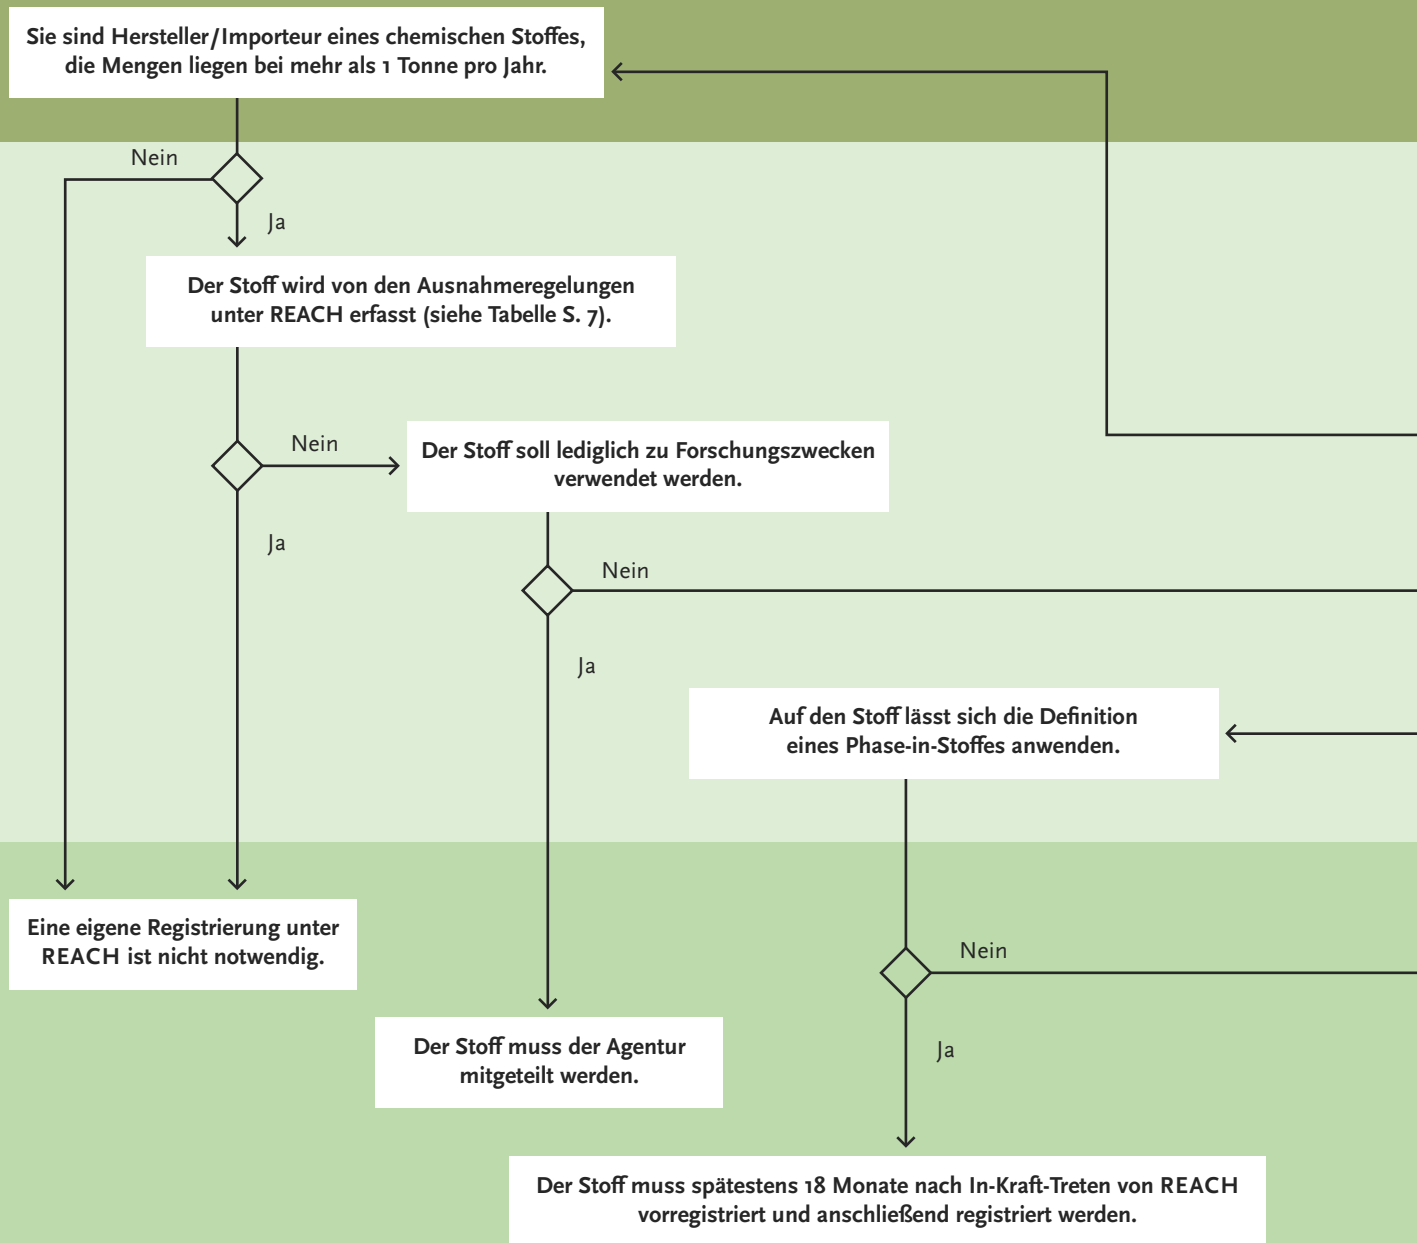 Sie sind Hersteller/Importeur eines chemischen Stoffes,
die Mengen liegen bei mehr als 1 Tonne pro Jahr.
Nein
Ja
Der Stoff wird von den Ausnahmeregelungen
unter REACH erfasst (siehe Tabelle S. 7).
Nein
Der Stoff soll lediglich zu Forschungszwecken
verwendet werden.
Ja
Nein
Ja
Auf den Stoff lässt sich die Definition
eines Phase-in-Stoffes anwenden.
Eine eigene Registrierung unter
REACH ist nicht notwendig.
Nein
Der Stoff muss der Agentur
mitgeteilt werden.
Ja
Der Stoff muss spätestens 18 Monate nach In-Kraft-Treten von REACH
vorregistriert und anschließend registriert werden.